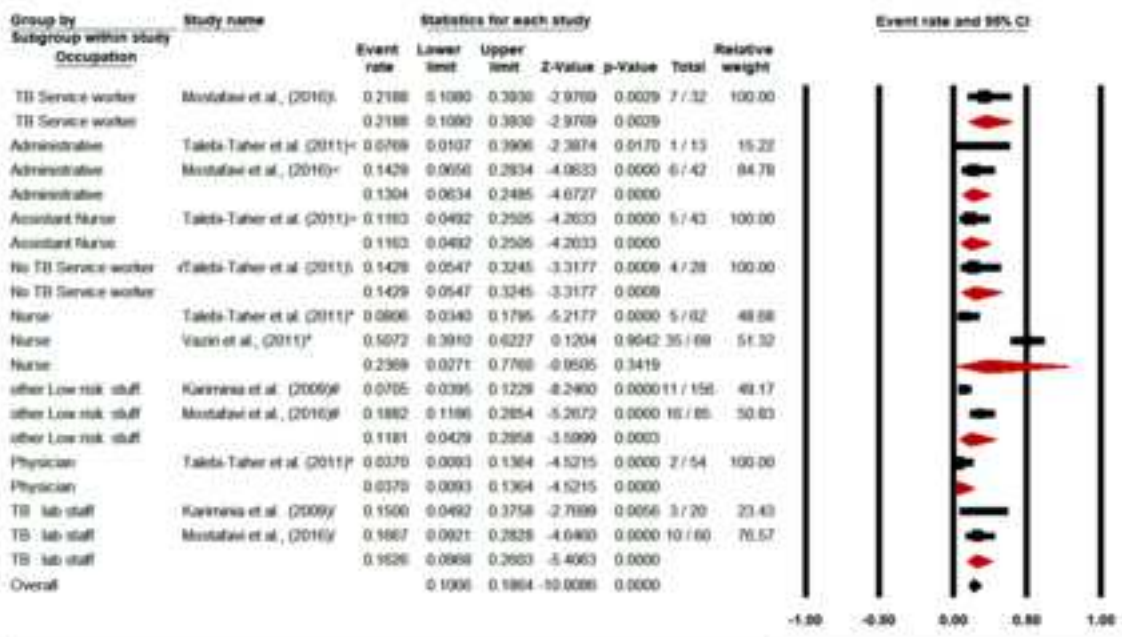 Group by Study name Statistics for each study Event rate and 95% CI
Subgroup within study
Occupation Event Lower Upper Relative
rate limit limit Z-Value p-Value Total weight
TB Service worker Mostafavi et al., (2016)\ 0.2188 0.1080 0.3930 -2.9769 0.0029 7 / 32 100.00
TB Service worker 0.2188 0.1080 0.3930 -2.9769 0.0029
Administrative Talebi-Taher et al. (2011)< 0.0769 0.0107 0.3906 -2.3874 0.0170 1 / 13 15.22
Administrative Mostafavi et al., (2016)< 0.1429 0.0656 0.2834 -4.0633 0.0000 6 / 42 84.78
Administrative 0.1304 0.0634 0.2485 -4.6727 0.0000
Assistant Nurse Talebi-Taher et al. (2011)= 0.1163 0.0492 0.2505 -4.2633 0.0000 5 / 43 100.00
Assistant Nurse 0.1163 0.0492 0.2505 -4.2633 0.0000
No TB Service worker Talebi-Taher et al. (2011)\ 0.1429 0.0547 0.3245 -3.3177 0.0009 4 / 28 100.00
No TB Service worker 0.1429 0.0547 0.3245 -3.3177 0.0009
Nurse Talebi-Taher et al. (2011)* 0.0806 0.0340 0.1795 -5.2177 0.0000 5 / 62 48.68
Nurse Vaziri et al., (2011)* 0.5072 0.3910 0.6227 0.1204 0.9042 35 / 69 51.32
Nurse 0.2369 0.0271 0.7760 -0.9505 0.3419
other Low risk stuff Kariminia et al. (2009)# 0.0705 0.0395 0.1229 -8.2460 0.0000 11 / 156 49.17
other Low risk stuff Mostafavi et al., (2016)# 0.1882 0.1186 0.2854 -5.2672 0.0000 16 / 85 50.83
other Low risk stuff 0.1181 0.0429 0.2858 -3.5999 0.0003
Physician Talebi-Taher et al. (2011)* 0.0370 0.0093 0.1364 -4.5215 0.0000 2 / 54 100.00
Physician 0.0370 0.0093 0.1364 -4.5215 0.0000
TB lab staff Kariminia et al. (2009)/ 0.1500 0.0492 0.3758 -2.7699 0.0056 3 / 20 23.43
TB lab staff Mostafavi et al., (2016)/ 0.1667 0.0921 0.2828 -4.6460 0.0000 10 / 60 76.57
TB lab staff 0.1626 0.0968 0.2603 -5.4063 0.0000
Overall 0.1066 0.1864 -10.0086 0.0000
-1.00 -0.50 0.00 0.50 1.00